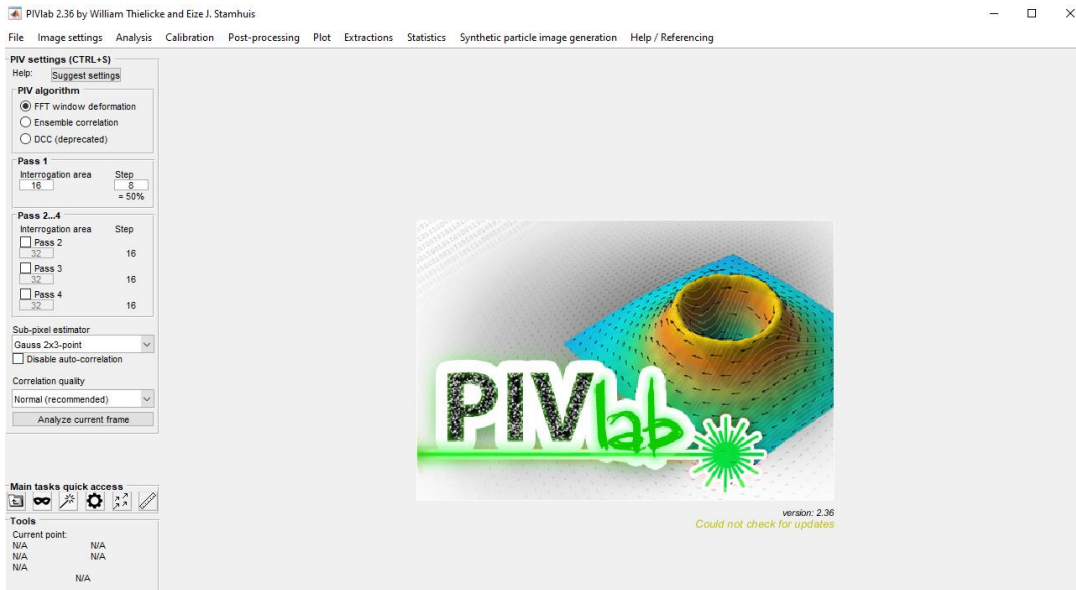 PIVlab 2.36 by William Thielicke and Eize J. Stamhuis
File Image settings Analysis Calibration Post-processing Plot Extractions Statistics Synthetic particle image generation Help / Referencing
PIV settings (CTRL+S)
Help: Suggest settings
PIV algorithm
FFT window deformation
Ensemble correlation
DCC (deprecated)
Pass 1
Interrogation area Step
16 8
= 50%
Pass 2...4
Interrogation area Step
Pass 2
32 16
Pass 3
32 16
Pass 4
32 16
Sub-pixel estimator
Gauss 2x3-point
Disable auto-correlation
Correlation quality
Normal (recommended)
Analyze current frame
PIVlab
version: 2.36
Could not check for updates
Main tasks quick access
Tools
Current point:
N/A N/A
N/A N/A
N/A
N/A